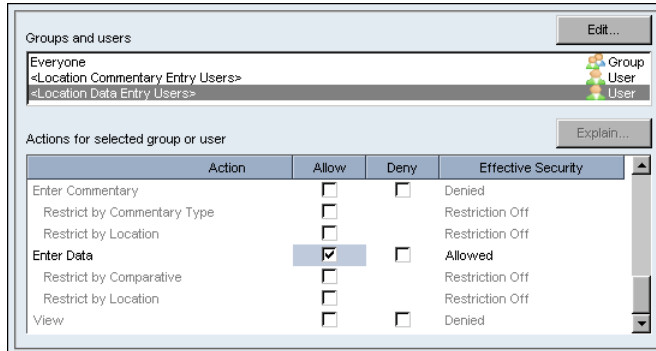 Groups and users
Edit...
Everyone Group
<Location Commentary Entry Users> User
<Location Data Entry Users> User
Actions for selected group or user
Explain...
Action Allow Deny Effective Security
Enter Commentary Denied
Restrict by Commentary Type Restriction Off
Restrict by Location Restriction Off
Enter Data Allowed
Restrict by Comparative Restriction Off
Restrict by Location Restriction Off
View Denied